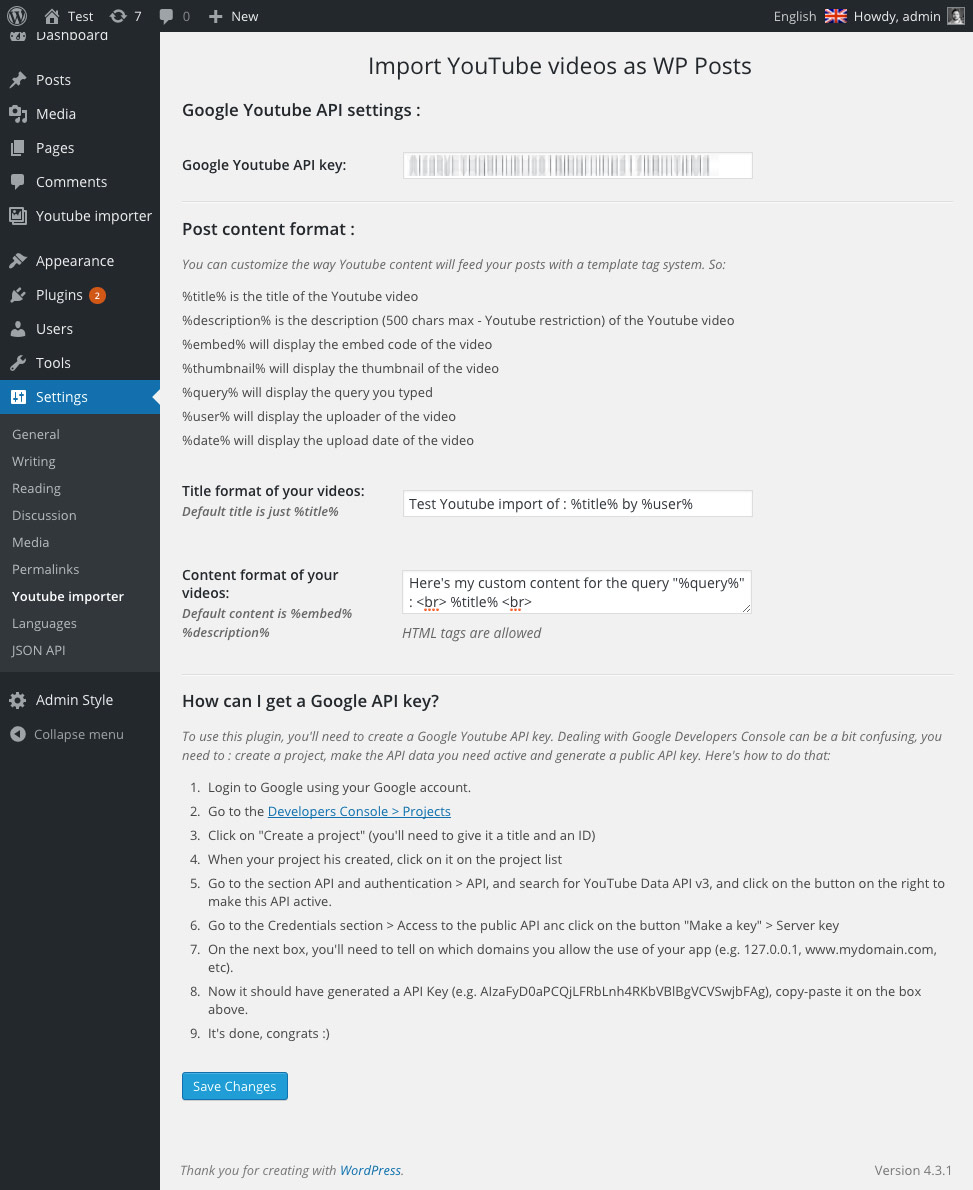 Test 7 0 New English Howdy, admin
Dashboard
Posts
Media
Pages
Comments
Youtube importer
Appearance
Plugins 2
Users
Tools
Settings
General
Writing
Reading
Discussion
Media
Permalinks
Youtube importer
Languages
JSON API
Admin Style
Collapse menu
Import YouTube videos as WP Posts
Google Youtube API settings :
Google Youtube API key:
Post content format :
You can customize the way Youtube content will feed your posts with a template tag system. So:
%title% is the title of the Youtube video
%description% is the description (500 chars max - Youtube restriction) of the Youtube video
%embed% will display the embed code of the video
%thumbnail% will display the thumbnail of the video
%query% will display the query you typed
%user% will display the uploader of the video
%date% will display the upload date of the video
Title format of your videos:
Default title is just %title%
Test Youtube import of : %title% by %user%
Content format of your
videos:
Default content is %embed%
%description%
Here's my custom content for the query "%query%"
: <br> %title% <br>
HTML tags are allowed
How can I get a Google API key?
To use this plugin, you'll need to create a Google Youtube API key. Dealing with Google Developers Console can be a bit confusing, you
need to : create a project, make the API data you need active and generate a public API key. Here's how to do that:
1. Login to Google using your Google account.
2. Go to the Developers Console > Projects
3. Click on "Create a project" (you'll need to give it a title and an ID)
4. When your project his created, click on it on the project list
5. Go to the section API and authentication > API, and search for YouTube Data API v3, and click on the button on the right to
make this API active.
6. Go to the Credentials section > Access to the public API anc click on the button "Make a key" > Server key
7. On the next box, you'll need to tell on which domains you allow the use of your app (e.g. 127.0.0.1, www.mydomain.com,
etc).
8. Now it should have generated a API Key (e.g. AIzaFyD0aPCQjLFRbLnh4RKbVBlBgVCVSwjbFAg), copy-paste it on the box
above.
9. It's done, congrats :)
Save Changes
Thank you for creating with WordPress.
Version 4.3.1